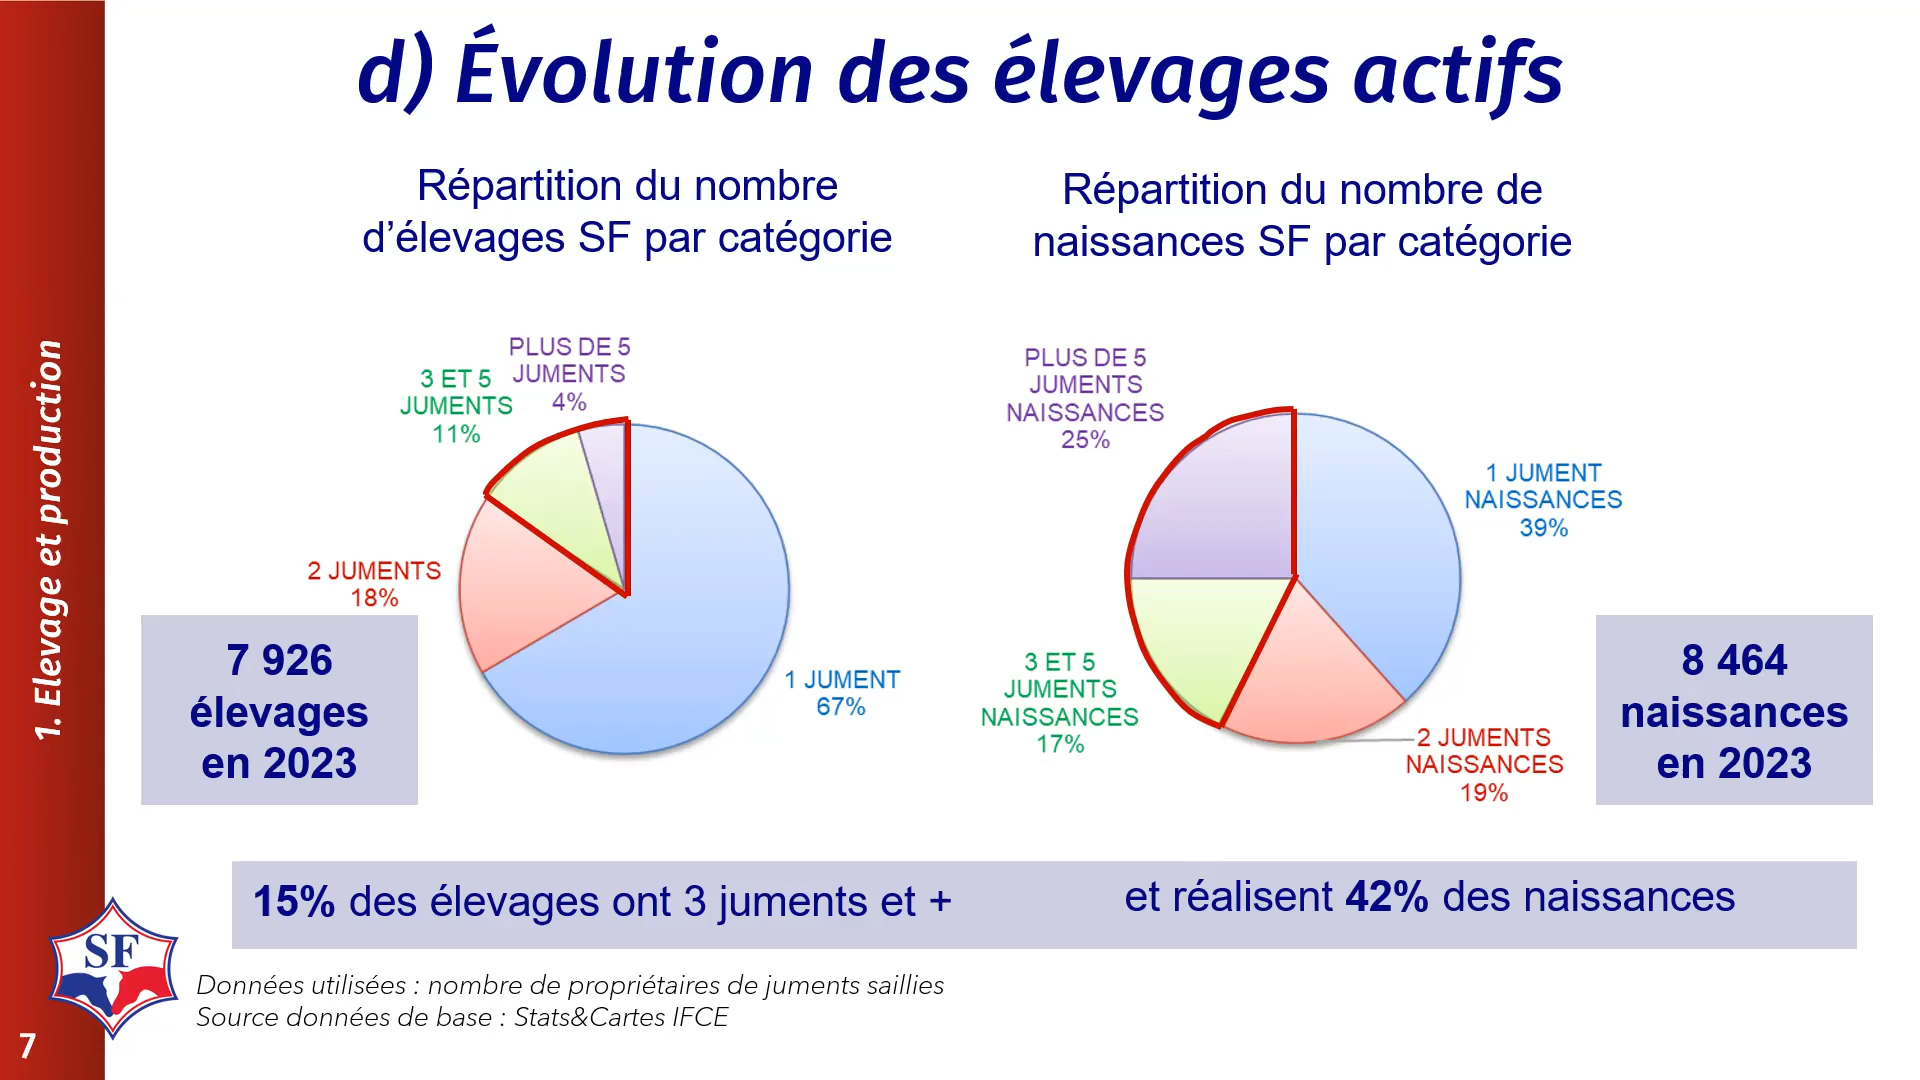 d) Évolution des élevages actifs
Répartition du nombre
d’élevages SF par catégorie
Répartition du nombre de
naissances SF par catégorie
PLUS DE 5
JUMENTS
4%
3 ET 5
JUMENTS
11%
2 JUMENTS
18%
1 JUMENT
67%
7 926
élevages
en 2023
PLUS DE 5
JUMENTS
NAISSANCES
25%
1 JUMENT
NAISSANCES
39%
3 ET 5
JUMENTS
NAISSANCES
17%
2 JUMENTS
NAISSANCES
19%
8 464
naissances
en 2023
15% des élevages ont 3 juments et +
et réalisent 42% des naissances
Données utilisées : nombre de propriétaires de juments saillies
Source données de base : Stats&Cartes IFCE
1. Elevage et production
SF
7